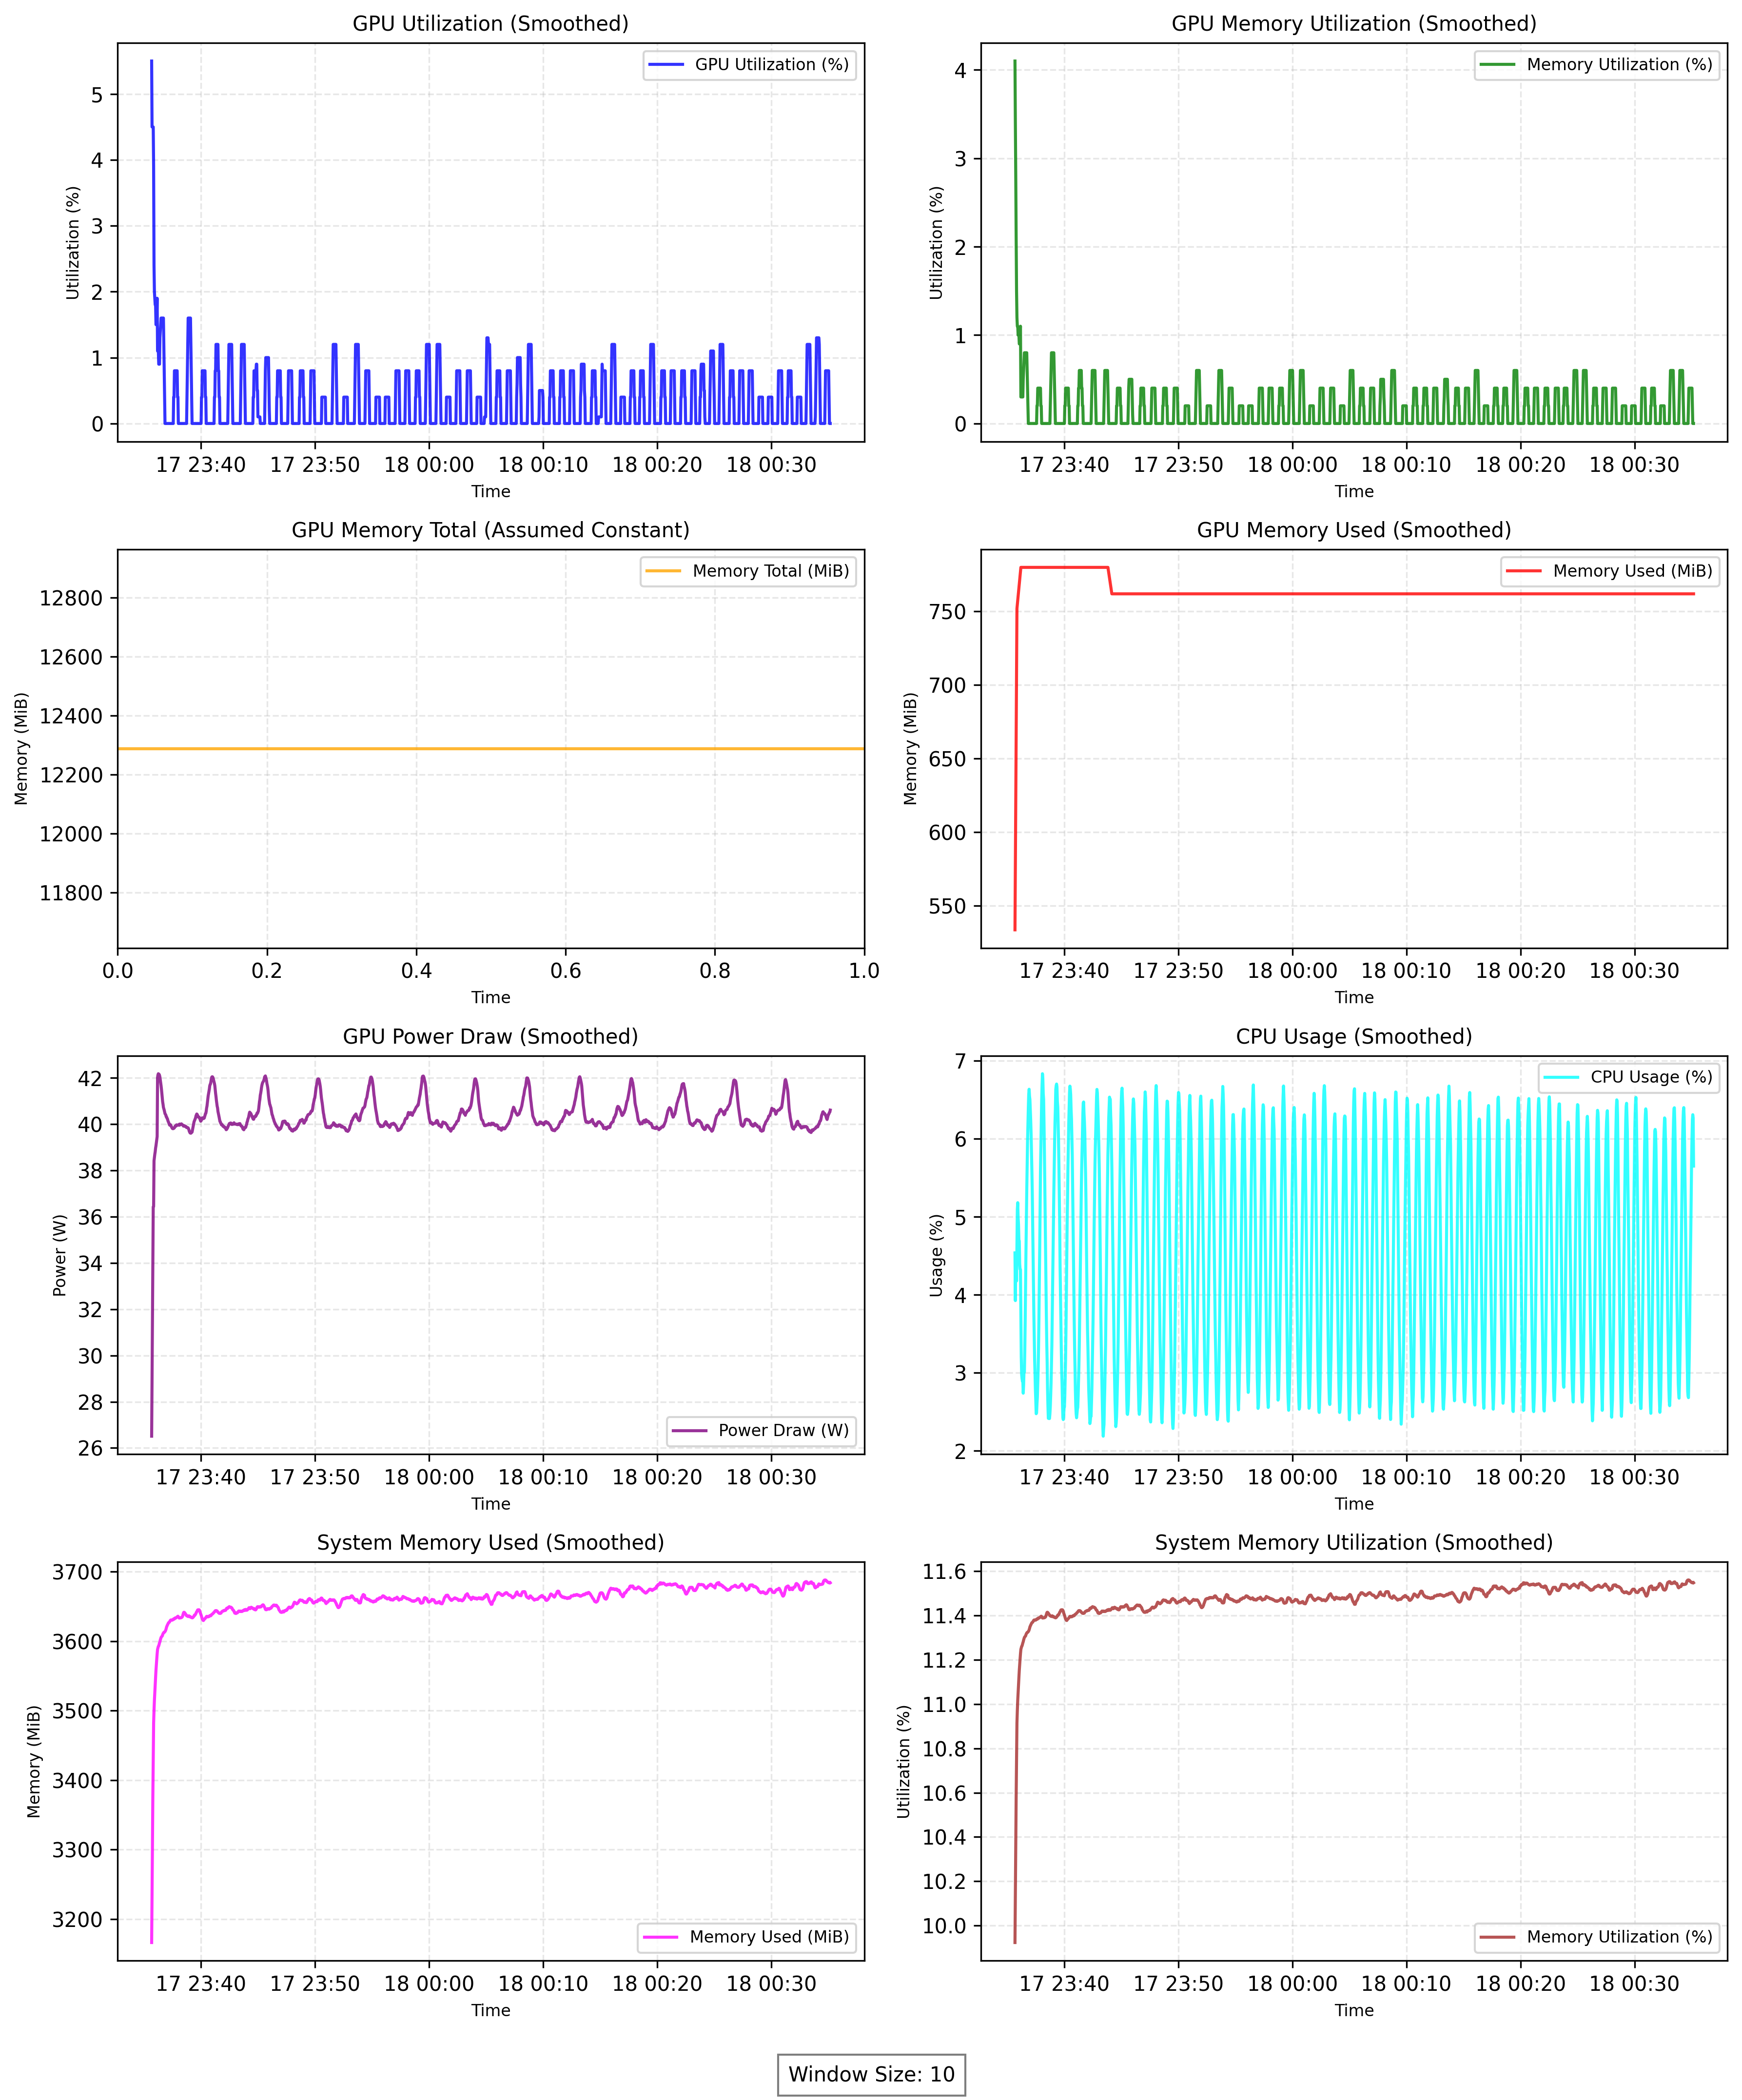 GPU Utilization (Smoothed)
GPU Utilization (%)
Utilization (%)
5
4
3
2
1
0
17 23:40 17 23:50 18 00:00 18 00:10 18 00:20 18 00:30
Time
GPU Memory Utilization (Smoothed)
Memory Utilization (%)
Utilization (%)
4
3
2
1
0
17 23:40 17 23:50 18 00:00 18 00:10 18 00:20 18 00:30
Time
GPU Memory Total (Assumed Constant)
Memory Total (MiB)
Memory (MiB)
12800
12600
12400
12200
12000
11800
0.0 0.2 0.4 0.6 0.8 1.0
Time
GPU Memory Used (Smoothed)
Memory Used (MiB)
Memory (MiB)
750
700
650
600
550
17 23:40 17 23:50 18 00:00 18 00:10 18 00:20 18 00:30
Time
GPU Power Draw (Smoothed)
Power (W)
42
40
38
36
34
32
30
28
26
Power Draw (W)
17 23:40 17 23:50 18 00:00 18 00:10 18 00:20 18 00:30
Time
CPU Usage (Smoothed)
CPU Usage (%)
Usage (%)
7
6
5
4
3
2
17 23:40 17 23:50 18 00:00 18 00:10 18 00:20 18 00:30
Time
System Memory Used (Smoothed)
Memory (MiB)
3700
3600
3500
3400
3300
3200
Memory Used (MiB)
17 23:40 17 23:50 18 00:00 18 00:10 18 00:20 18 00:30
Time
System Memory Utilization (Smoothed)
Utilization (%)
11.6
11.4
11.2
11.0
10.8
10.6
10.4
10.2
10.0
Memory Utilization (%)
17 23:40 17 23:50 18 00:00 18 00:10 18 00:20 18 00:30
Time
Window Size: 10